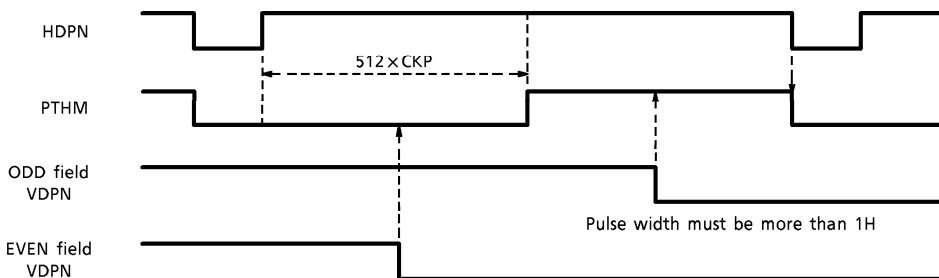 HDPN
512×CKP
PTHM
ODD field
VDPN
Pulse width must be more than 1H
EVEN field
VDPN